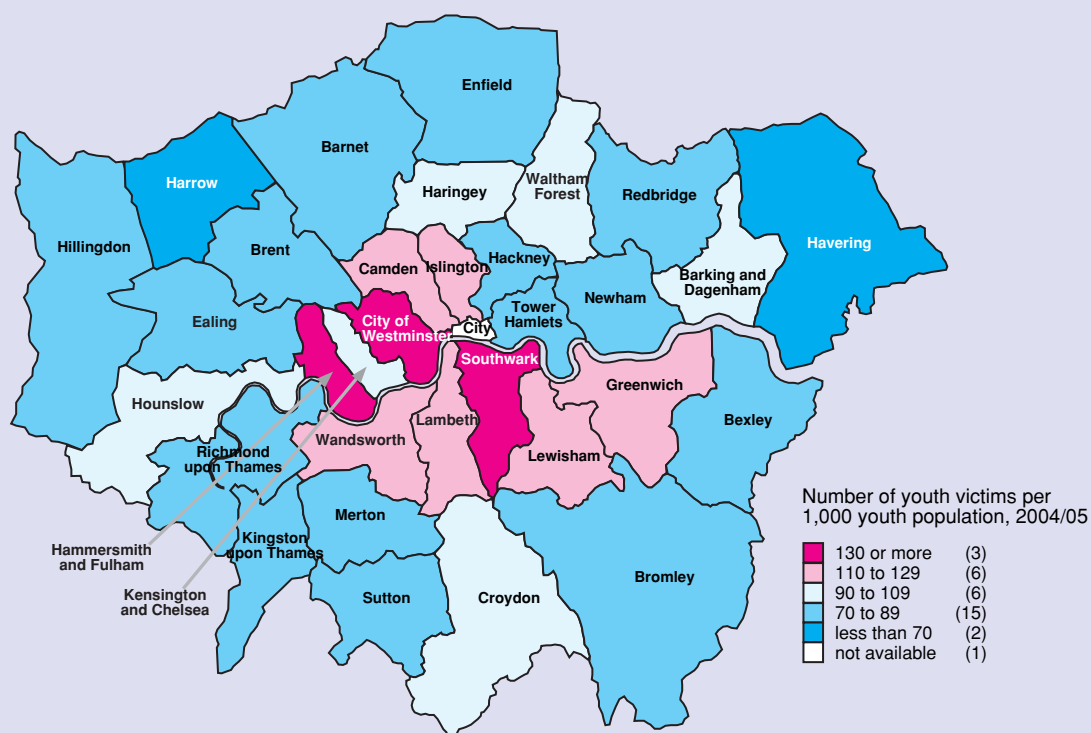 Enfield
Barnet
Harrow
Haringey
Waltham
Forest
Redbridge
Havering
Hillingdon
Brent
Camden
Islington
Hackney
Barking and
Dagenham
Newham
Tower
Hamlets
Ealing
City of
Westminster
City
Southwark
Greenwich
Hounslow
Bexley
Lambeth
Wandsworth
Richmond
upon Thames
Lewisham
Merton
Kingston
upon Thames
Hammersmith
and Fulham
Kensington
and Chelsea
Sutton
Croydon
Bromley
Number of youth victims per
1,000 youth population, 2004/05
130 or more (3)
110 to 129 (6)
90 to 109 (6)
70 to 89 (15)
less than 70 (2)
not available (1)